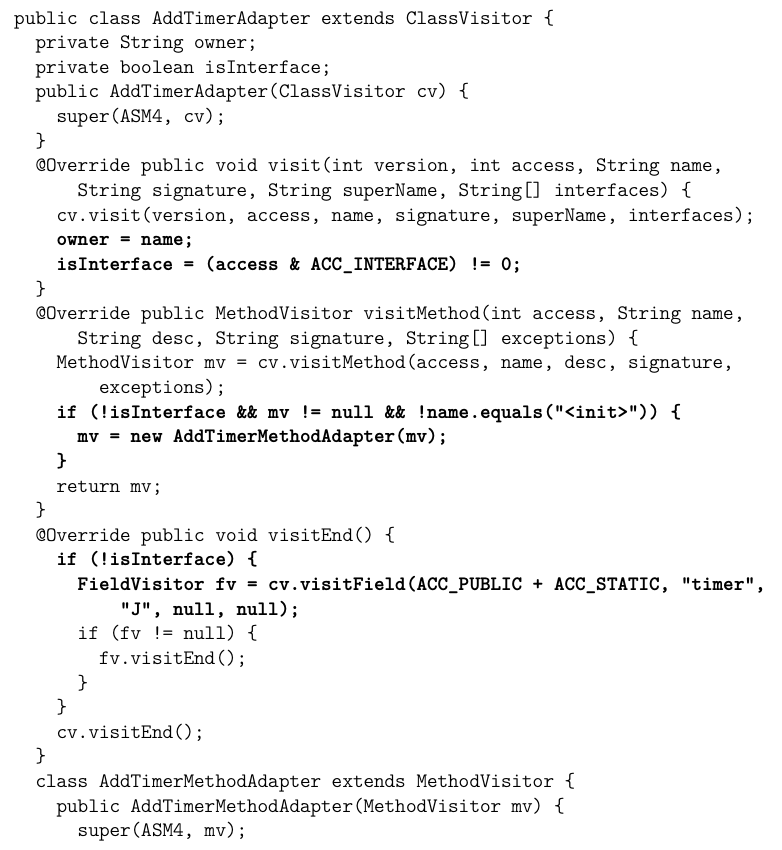 public class AddTimerAdapter extends ClassVisitor {
  private String owner;
  private boolean isInterface;
  public AddTimerAdapter(ClassVisitor cv) {
    super(ASM4, cv);
  }
  @Override public void visit(int version, int access, String name,
      String signature, String superName, String[] interfaces) {
    cv.visit(version, access, name, signature, superName, interfaces);
    owner = name;
    isInterface = (access & ACC_INTERFACE) != 0;
  }
  @Override public MethodVisitor visitMethod(int access, String name,
      String desc, String signature, String[] exceptions) {
    MethodVisitor mv = cv.visitMethod(access, name, desc, signature,
        exceptions);
    if (!isInterface && mv != null && !name.equals("<init>")) {
      mv = new AddTimerMethodAdapter(mv);
    }
    return mv;
  }
  @Override public void visitEnd() {
    if (!isInterface) {
      FieldVisitor fv = cv.visitField(ACC_PUBLIC + ACC_STATIC, "timer",
          "J", null, null);
      if (fv != null) {
        fv.visitEnd();
      }
    }
    cv.visitEnd();
  }
  class AddTimerMethodAdapter extends MethodVisitor {
    public AddTimerMethodAdapter(MethodVisitor mv) {
      super(ASM4, mv);